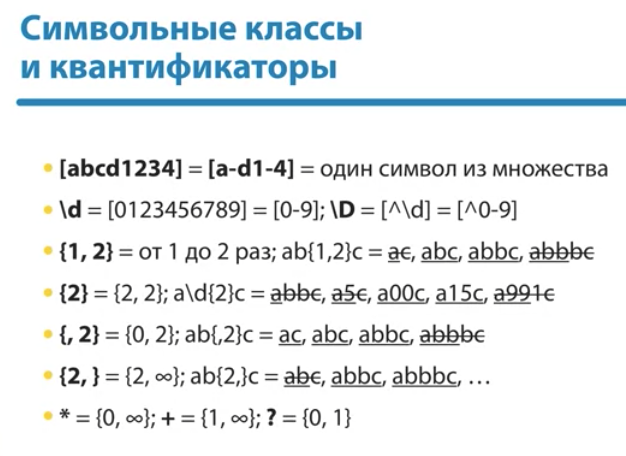 Символьные классы
и квантификаторы
• [abcd1234] = [a-d1-4] = один символ из множества
• \d = [0123456789] = [0-9]; \D = [^\d] = [^0-9]
• {1, 2} = от 1 до 2 раз; ab{1,2}c = ac, abc, abbc, abbbc
• {2} = {2, 2}; a\d{2}c = abbc, a5c, a00c, a15c, a991c
• {, 2} = {0, 2}; ab{,2}c = ac, abc, abbc, abbbc
• {2, } = {2, ∞}; ab{2,}c = abc, abbc, abbbc, …
• * = {0, ∞}; + = {1, ∞}; ? = {0, 1}